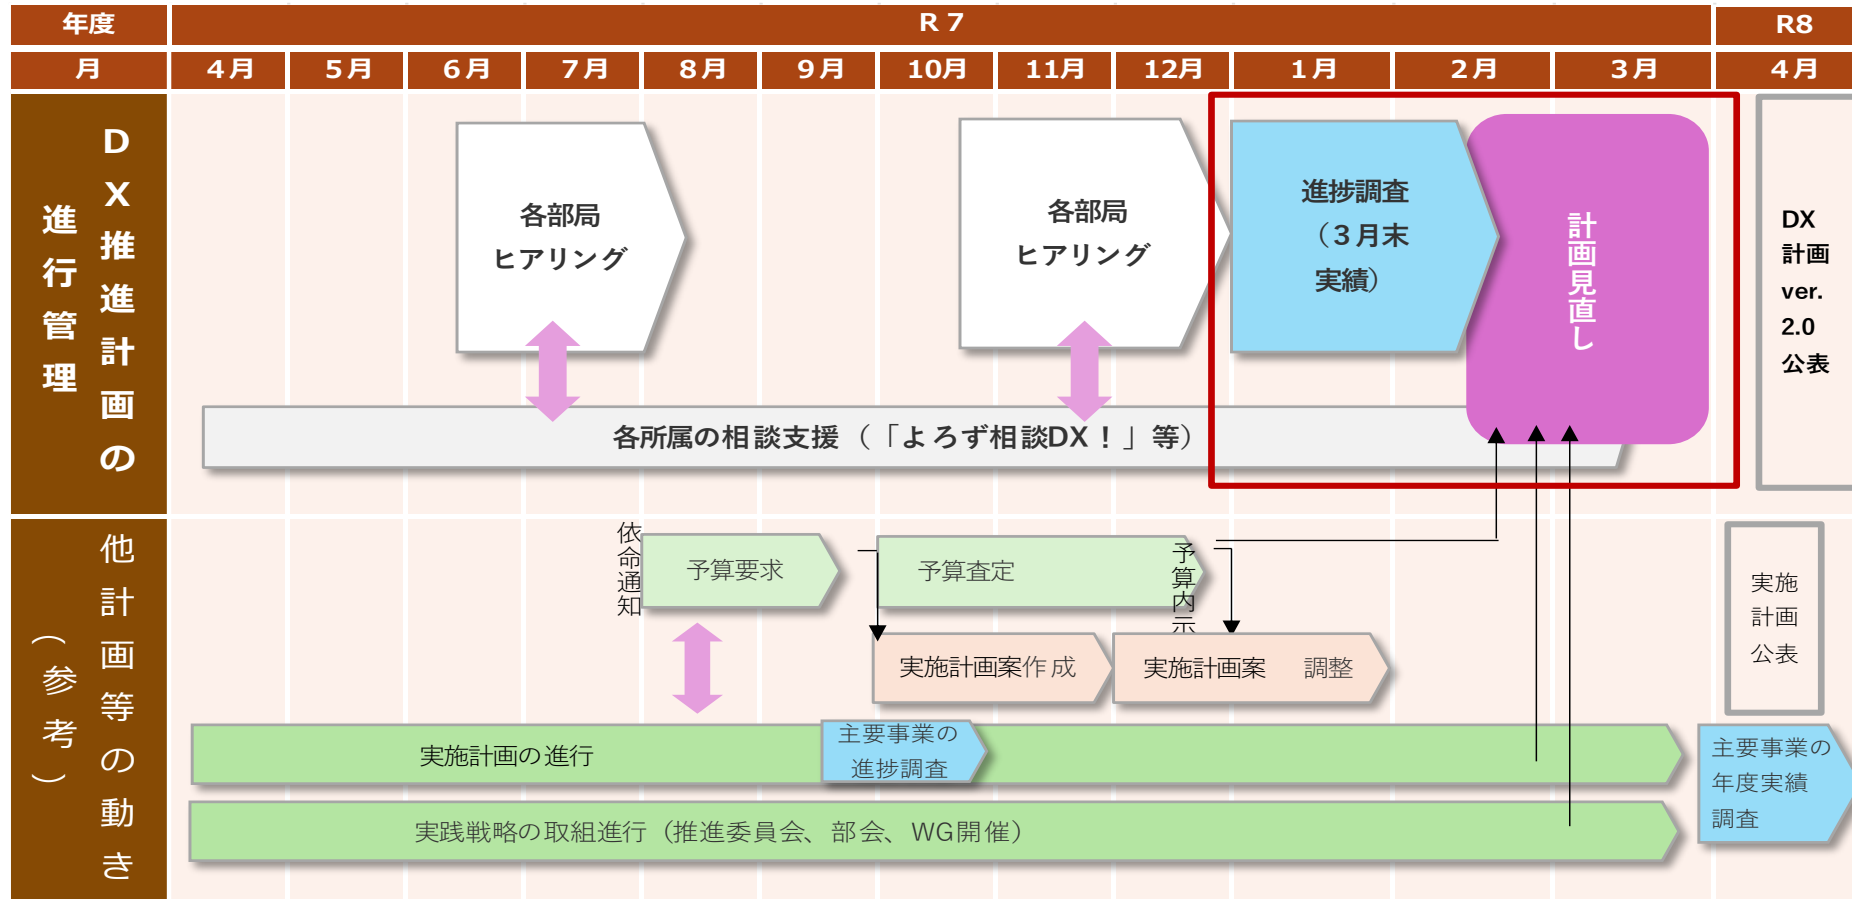 年度
R 7
R8
月
4月
5月
6月
7月
8月
9月
10月
11月
12月
1月
2月
3月
4月
DX推進計画の
進行管理
各部局
ヒアリング
各部局
ヒアリング
進捗調査
（３月末
実績）
計画見直し
DX
計画
ver.
2.0
公表
各所属の相談支援（「よろず相談DX！」等）
他計画等の動き
（参考）
依命通知
予算要求
予算査定
予算内示
実施計画案作成
実施計画案　調整
実施
計画
公表
実施計画の進行
主要事業の
進捗調査
主要事業の
年度実績
調査
実践戦略の取組進行（推進委員会、部会、WG開催）